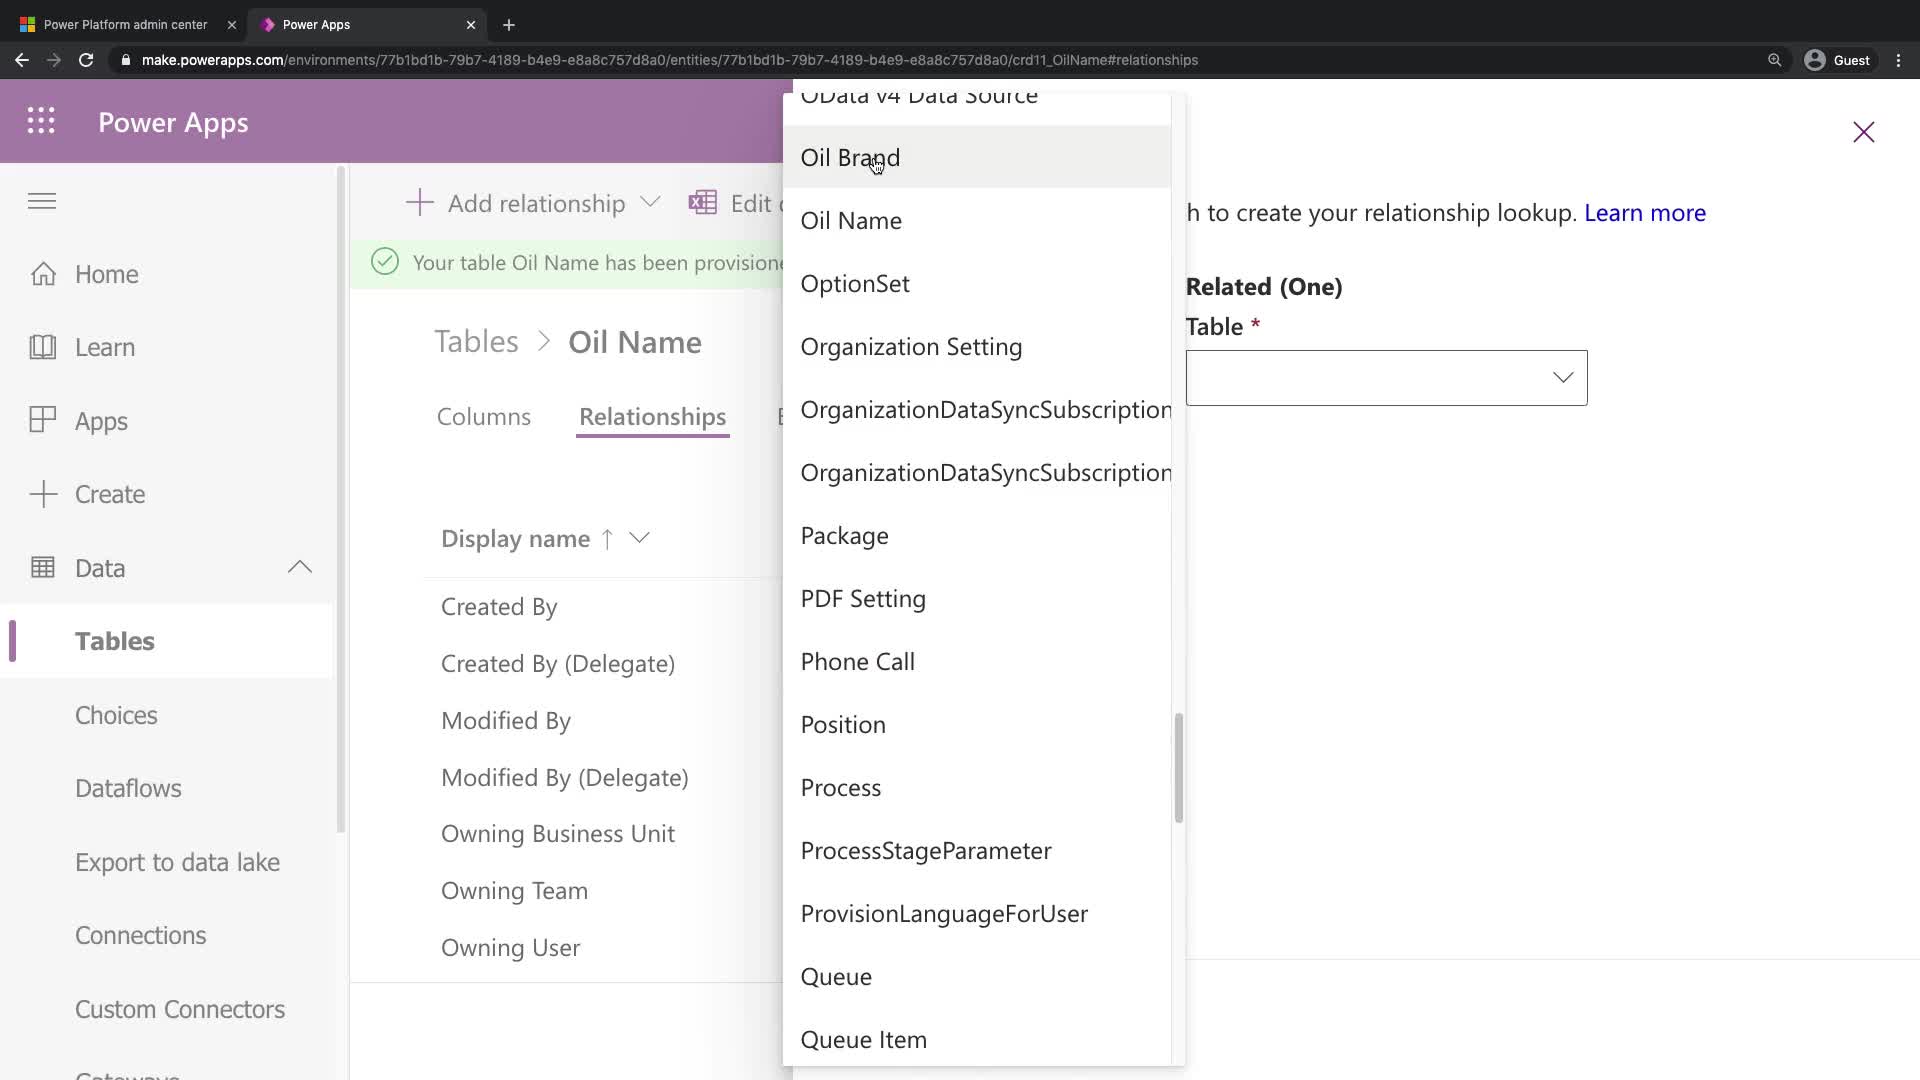 Power Platform admin center
Power Apps
make.powerapps.com/environments/77b1bd1b-79b7-4189-b4e9-e8a8c757d8a0/entities/77b1bd1b-79b7-4189-b4e9-e8a8c757d8a0/crd11_OilName#relationships
Guest
Power Apps
Home
Learn
Apps
Create
Data
Tables
Choices
Dataflows
Export to data lake
Connections
Custom Connectors
Gateways
Add relationship
Edit
Your table Oil Name has been provisione
Tables > Oil Name
Columns
Relationships
Display name ↑
Created By
Created By (Delegate)
Modified By
Modified By (Delegate)
Owning Business Unit
Owning Team
Owning User
OData v4 Data Source
Oil Brand
Oil Name
OptionSet
Organization Setting
OrganizationDataSyncSubscription
OrganizationDataSyncSubscription
Package
PDF Setting
Phone Call
Position
Process
ProcessStageParameter
ProvisionLanguageForUser
Queue
Queue Item
h to create your relationship lookup. Learn more
Related (One)
Table *